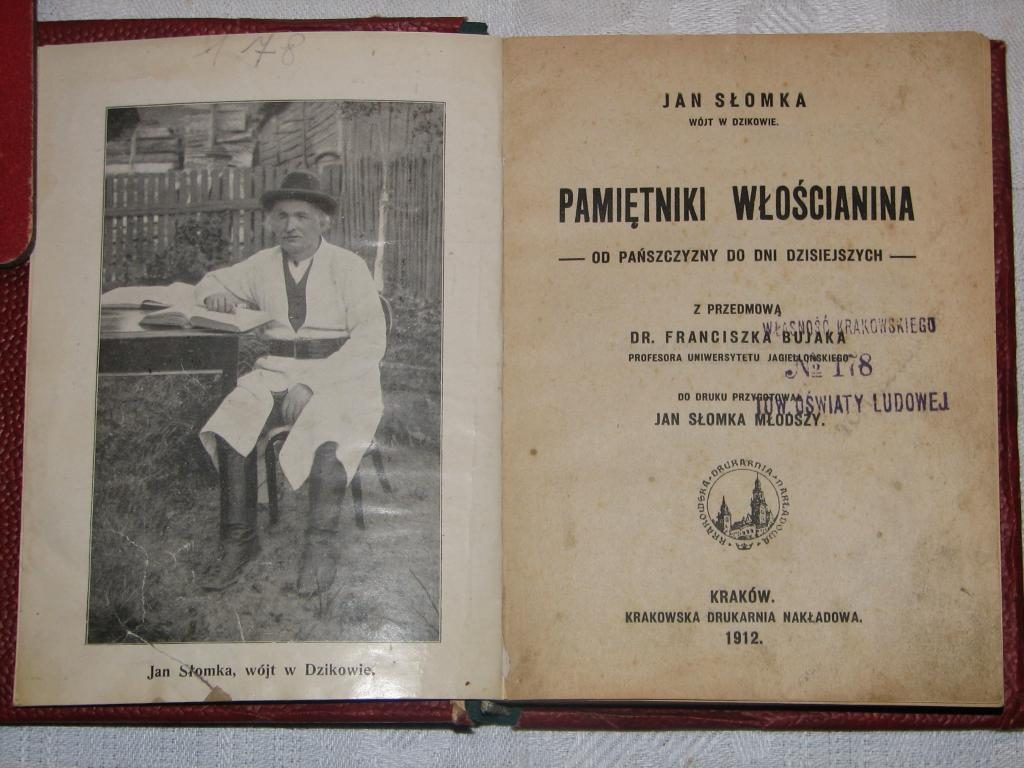 1 78
Jan Słomka, wójt w Dzikowie.
JAN SŁOMKA
WÓJT W DZIKOWIE.
PAMIĘTNIKI WŁOŚCIANINA
— OD PAŃSZCZYZNY DO DNI DZISIEJSZYCH —
Z PRZEDMOWĄ
DR. FRANCISZKA BUJAKA
PROFESORA UNIWERSYTETU JAGIELLOŃSKIEGO
WŁASNOŚĆ KRAKOWSKIEGO
№ 178
TOW. OŚWIATY LUDOWEJ
DO DRUKU PRZYGOTOWAŁ
JAN SŁOMKA MŁODSZY.
KRAKOWSKA · DRUKARNIA · NAKŁADOWA
KRAKÓW.
KRAKOWSKA DRUKARNIA NAKŁADOWA.
1912.